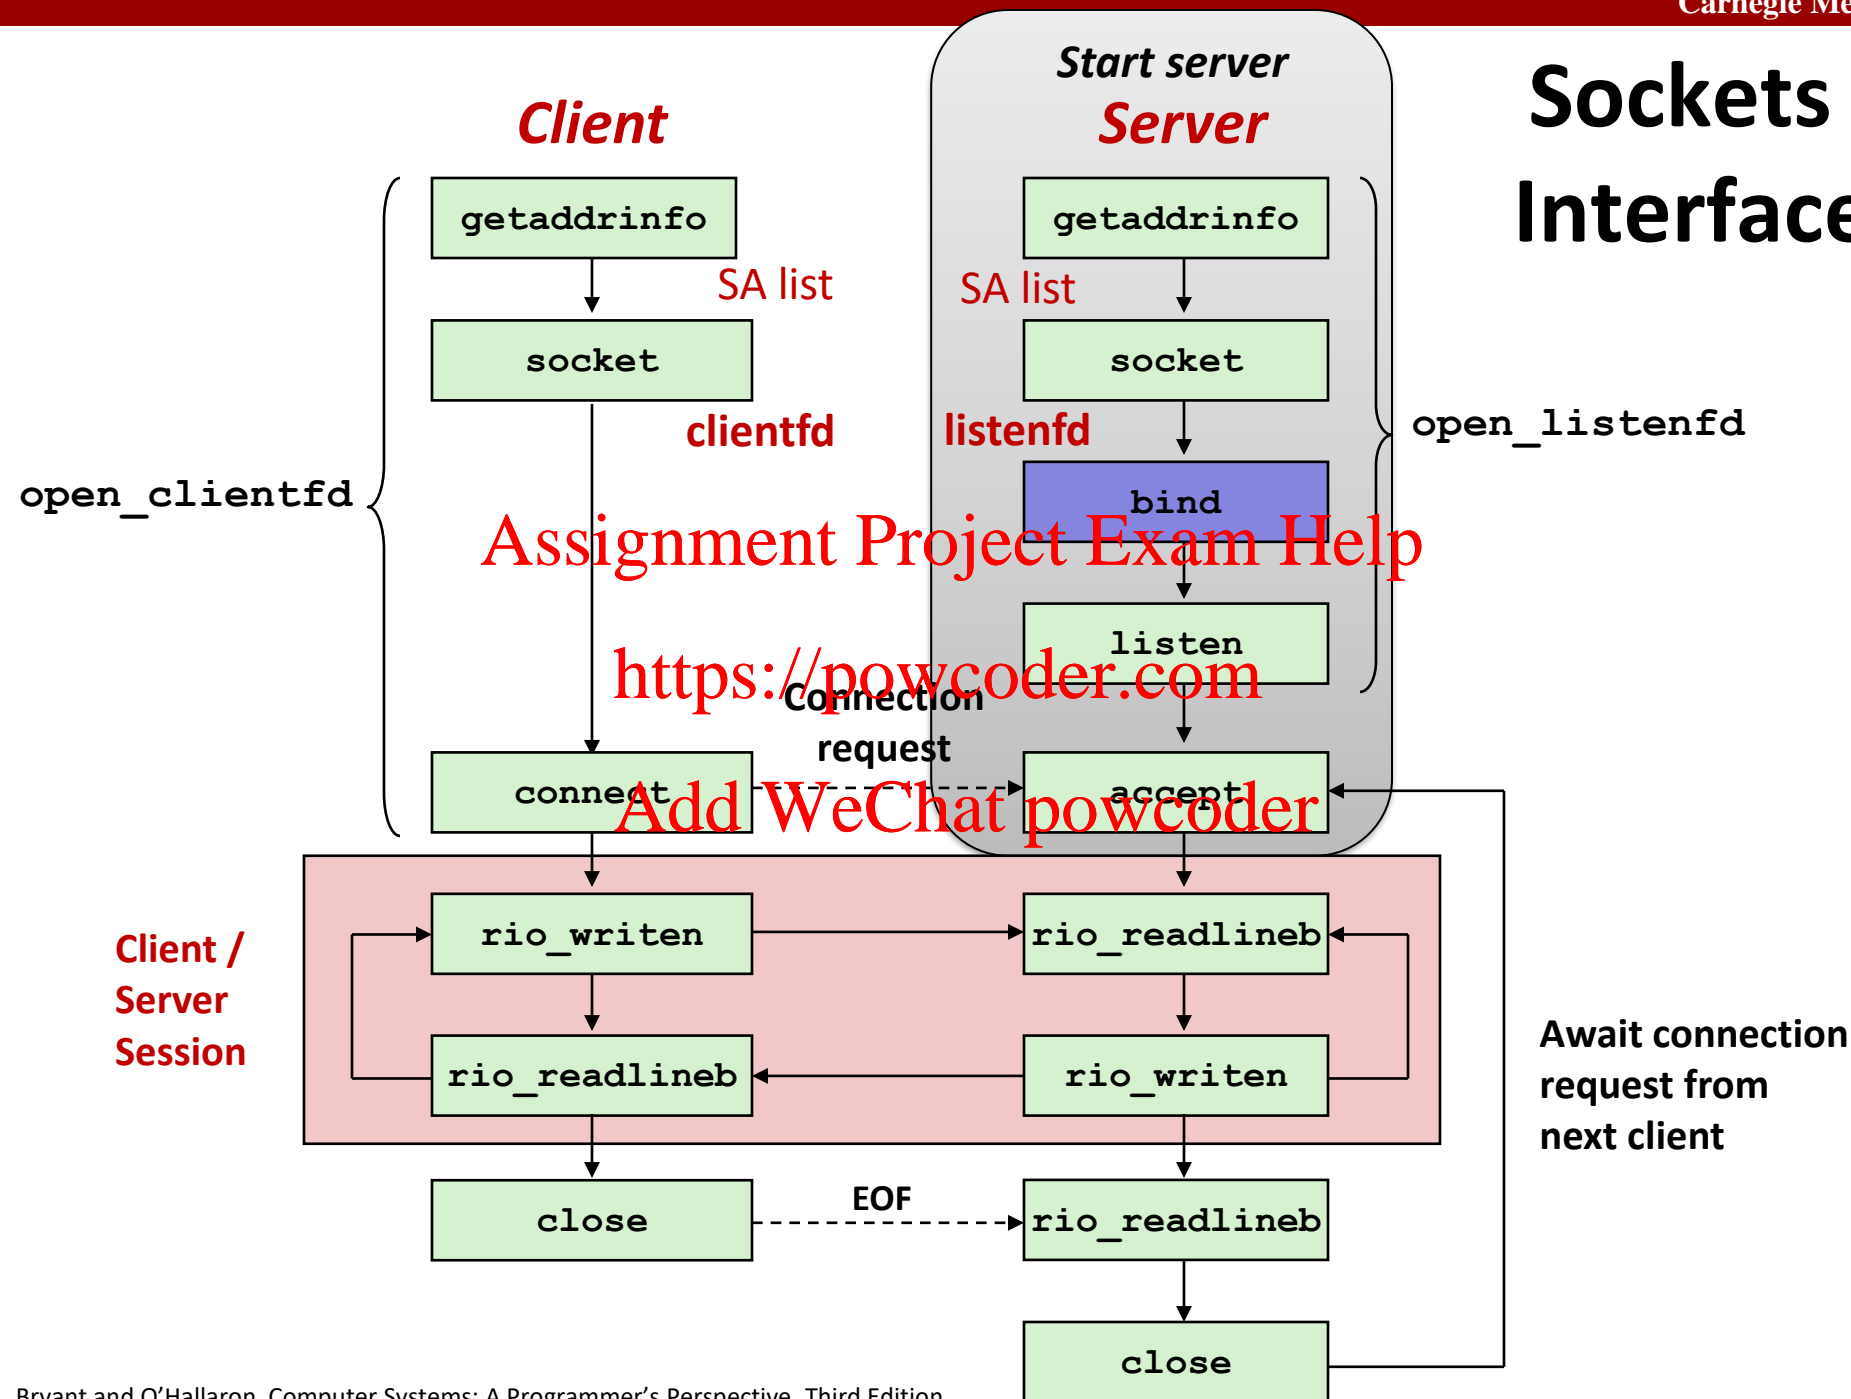 Carnegie Me
Start server
Client
Server
Sockets
Interface
getaddrinfo
getaddrinfo
SA list
SA list
socket
socket
clientfd
listenfd
open_listenfd
open_clientfd
bind
Assignment Project Exam Help
listen
https://powcoder.com
Connection
request
connect
accept
Add WeChat powcoder
Client /
Server
Session
rio_writen
rio_readlineb
rio_readlineb
rio_writen
Await connection
request from
next client
close
EOF
rio_readlineb
close
Bryant and O'Hallaron, Computer Systems: A Programmer's Perspective, Third Edition